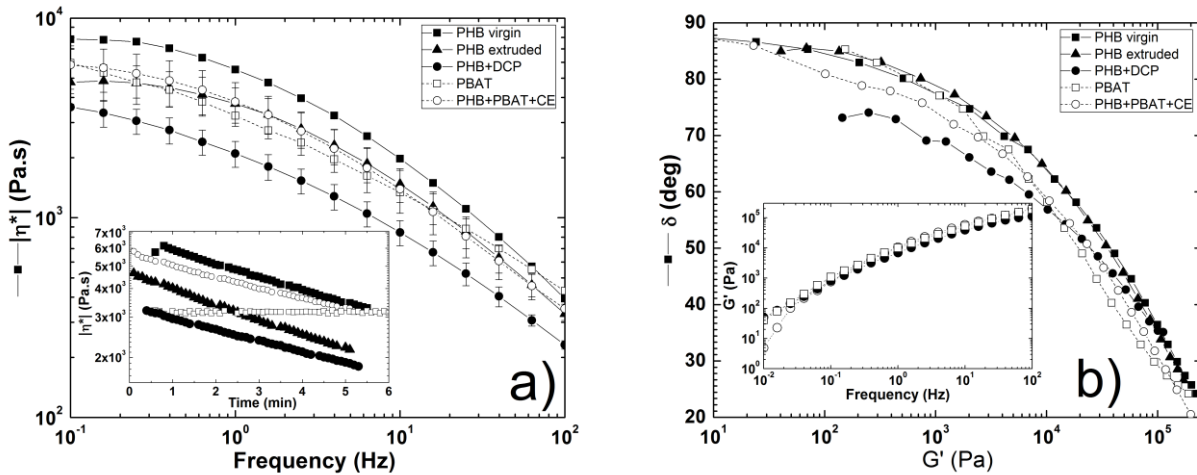 10⁴
10³
10²
|η*| (Pa.s)
PHB virgin
PHB extruded
PHB+DCP
PBAT
PHB+PBAT+CE
7x10³
6x10³
5x10³
4x10³
3x10³
2x10³
|η*| (Pa.s)
0 1 2 3 4 5 6
Time (min)
a)
10⁻¹ 10⁰ 10¹ 10²
Frequency (Hz)
90
80
70
60
50
40
30
20
δ (deg)
PHB virgin
PHB extruded
PHB+DCP
PBAT
PHB+PBAT+CE
10⁵
10⁴
10³
10²
10¹
10⁰
G' (Pa)
10⁻² 10⁻¹ 10⁰ 10¹ 10²
Frequency (Hz)
b)
10¹ 10² 10³ 10⁴ 10⁵
G' (Pa)